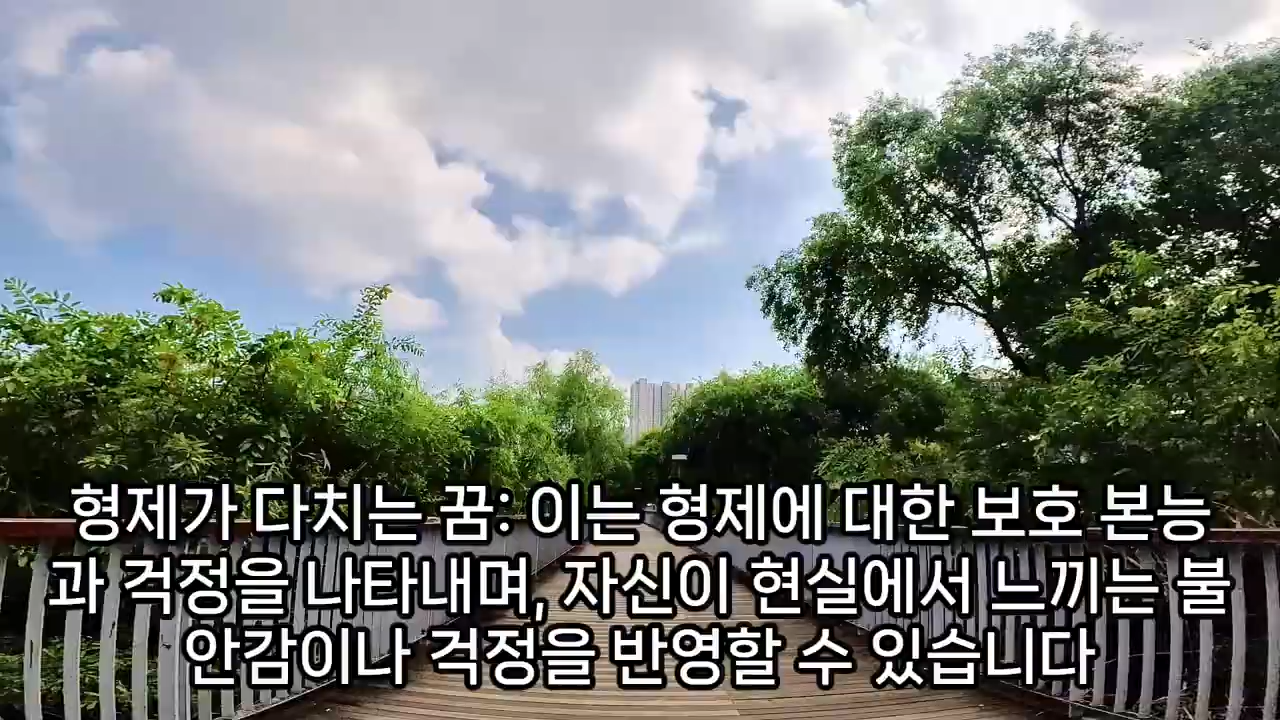 형제가 다치는 꿈: 이는 형제에 대한 보호 본능
과 걱정을 나타내며, 자신이 현실에서 느끼는 불
안감이나 걱정을 반영할 수 있습니다